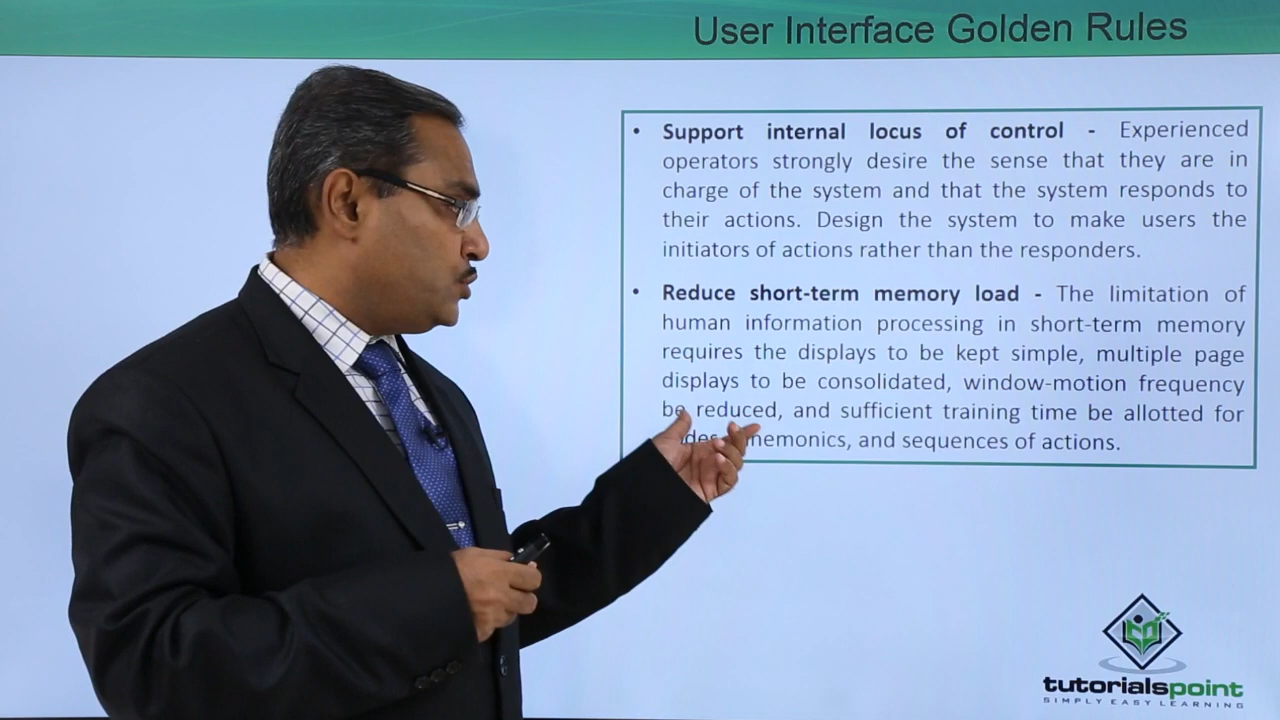 User Interface Golden Rules
• Support internal locus of control - Experienced
operators strongly desire the sense that they are in
charge of the system and that the system responds to
their actions. Design the system to make users the
initiators of actions rather than the responders.
• Reduce short-term memory load - The limitation of
human information processing in short-term memory
requires the displays to be kept simple, multiple page
displays to be consolidated, window-motion frequency
be reduced, and sufficient training time be allotted for
and sequences of actions.
tutorialspoint
SIMPLY EASY LEARNING